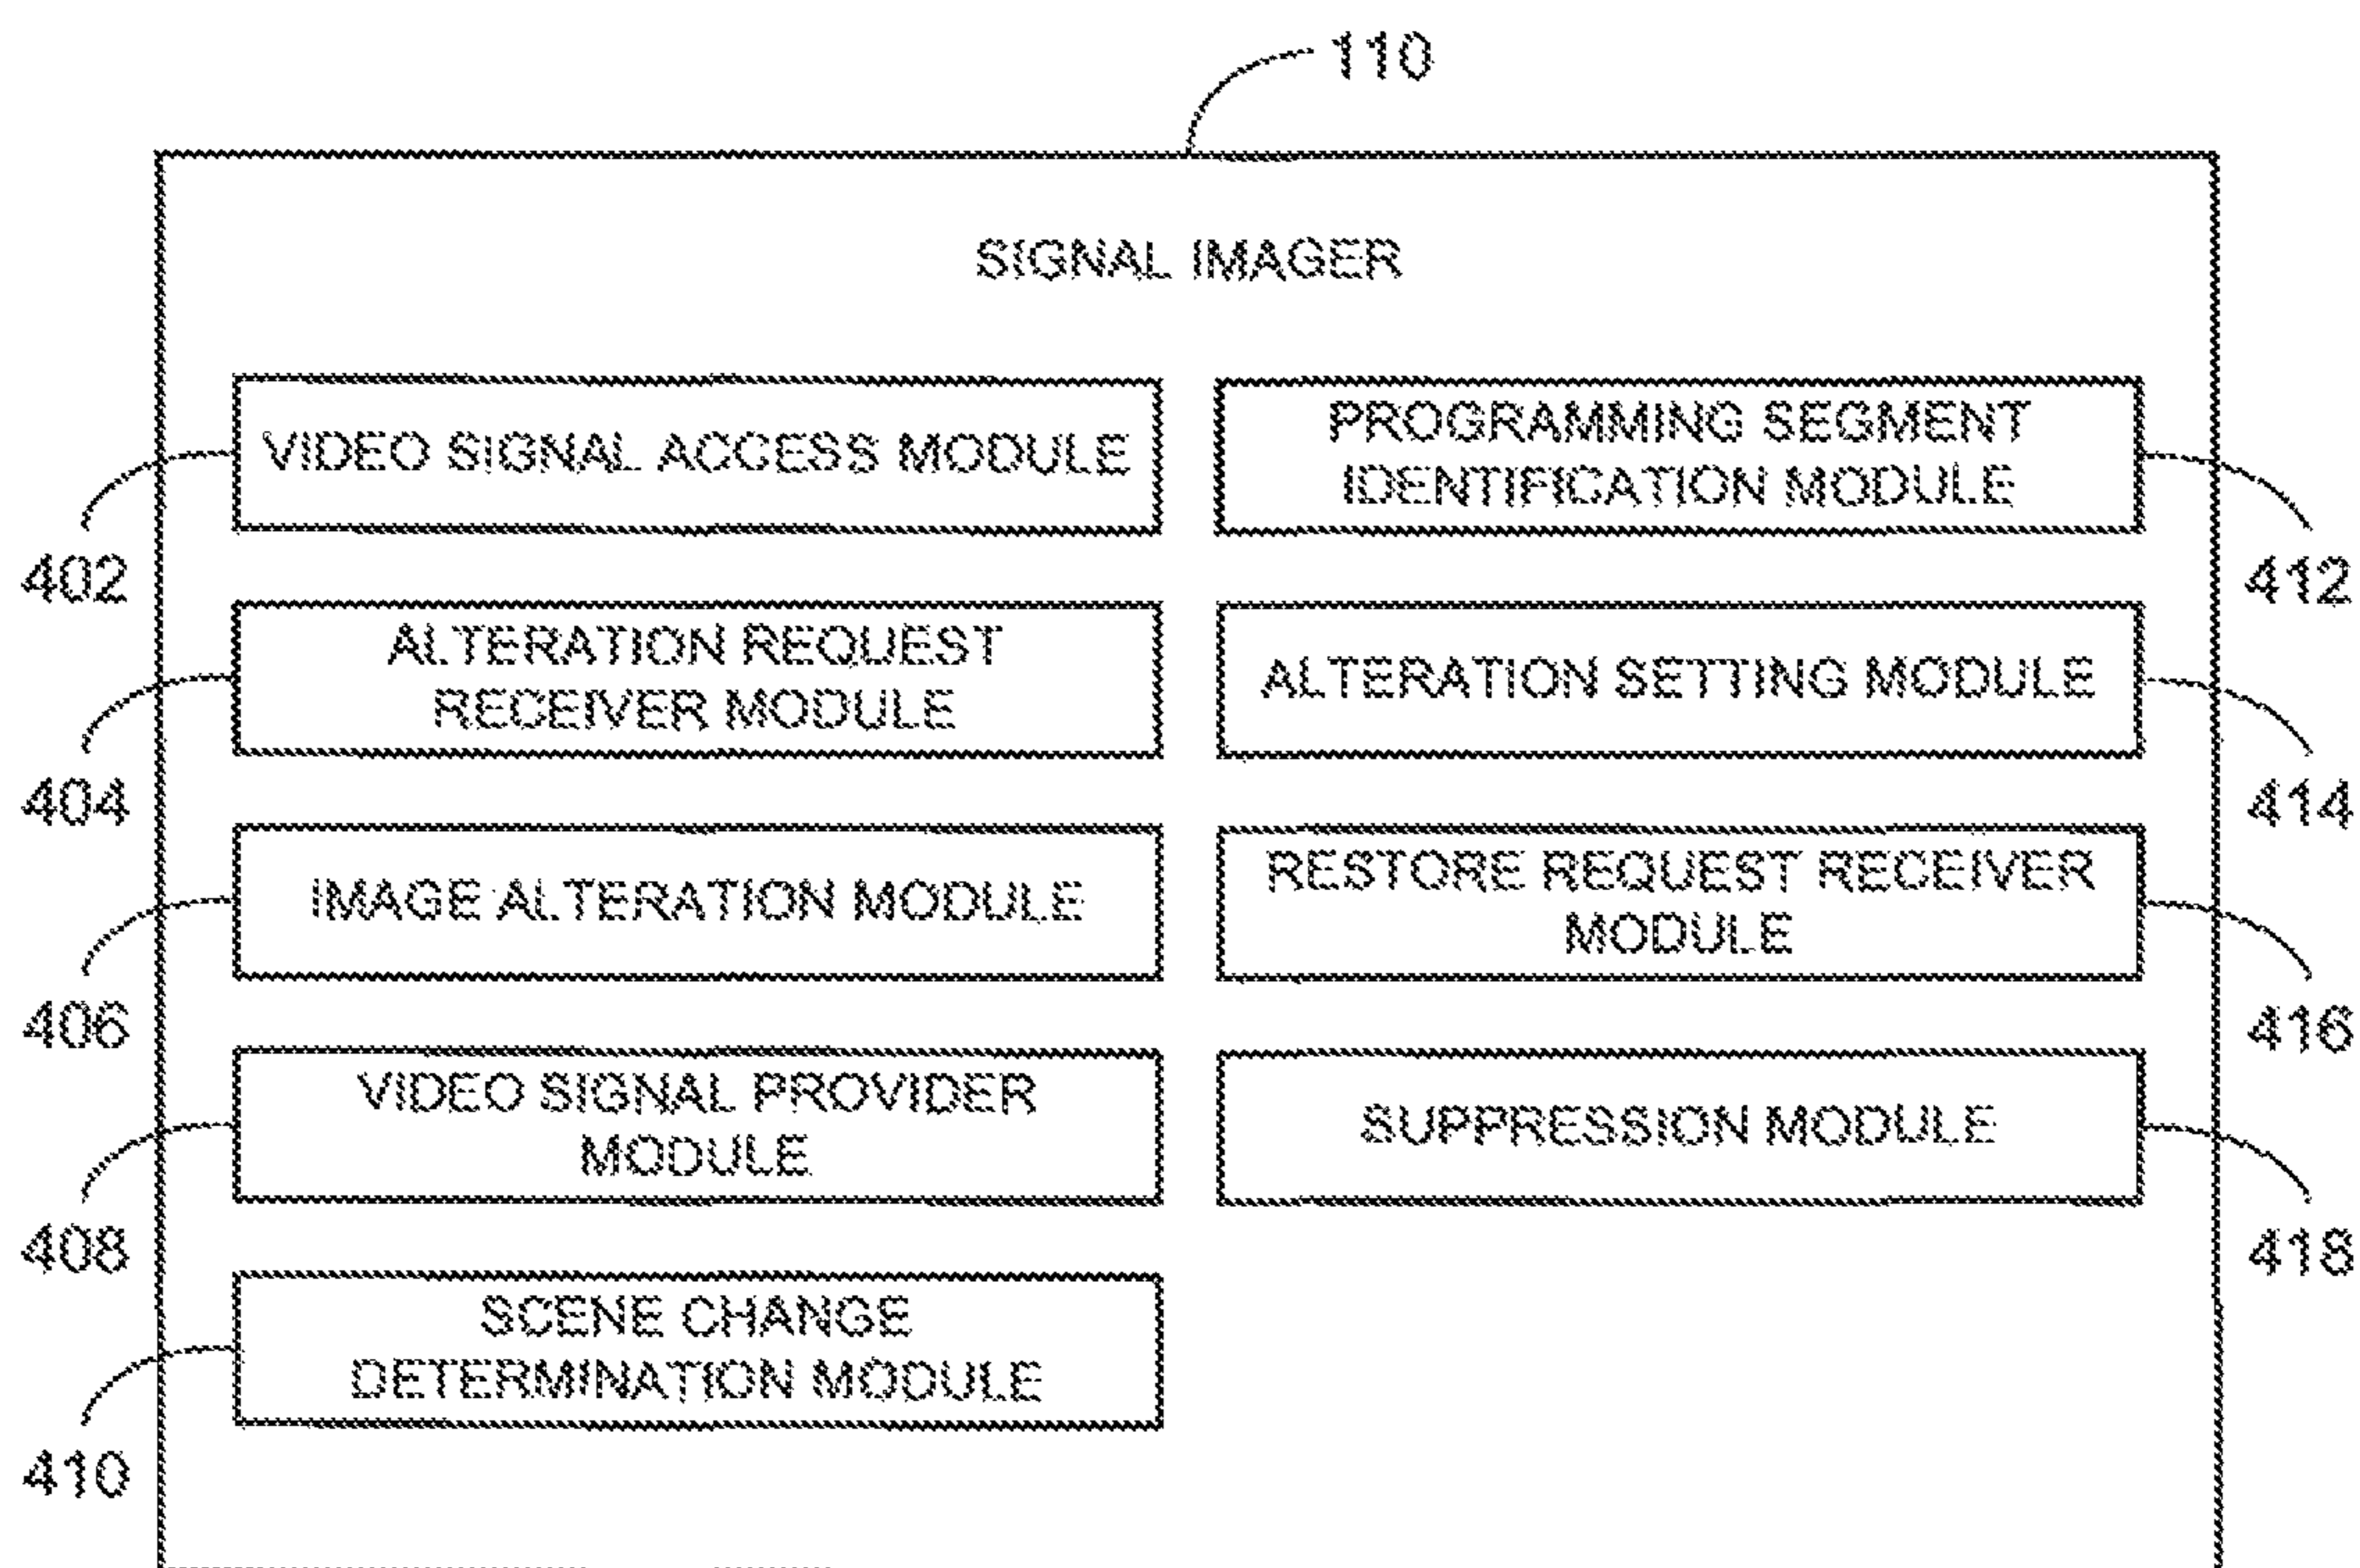 110
SIGNAL IMAGER
VIDEO SIGNAL ACCESS MODULE
402
PROGRAMMING SEGMENT
IDENTIFICATION MODULE
412
ALTERATION REQUEST
RECEIVER MODULE
404
ALTERATION SETTING MODULE
414
IMAGE ALTERATION MODULE
406
RESTORE REQUEST RECEIVER
MODULE
416
VIDEO SIGNAL PROVIDER
MODULE
408
SUPPRESSION MODULE
418
SCENE CHANGE
DETERMINATION MODULE
410